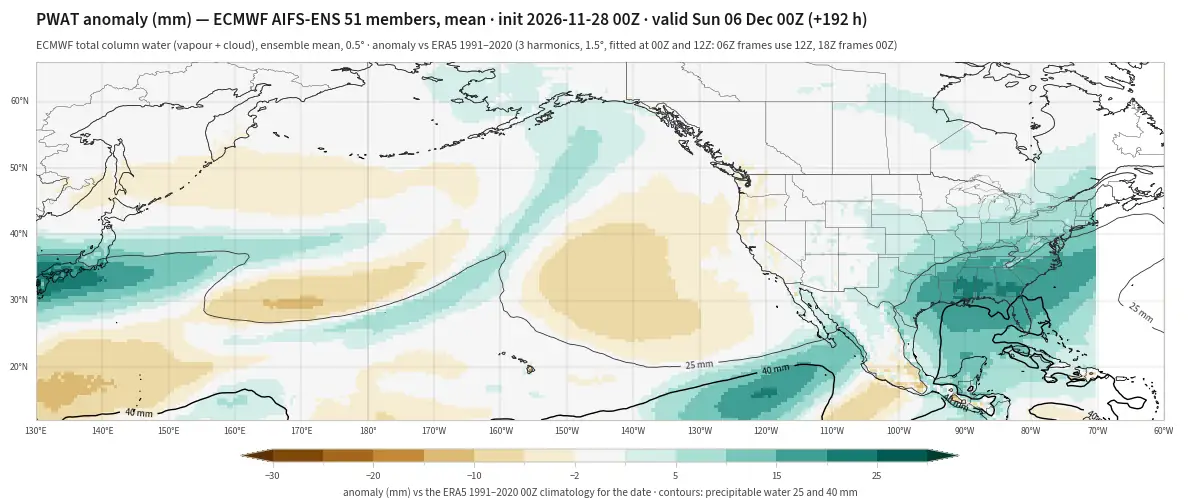 PWAT anomaly (mm) — ECMWF AIFS-ENS 51 members, mean · init 2026-11-28 00Z · valid Sun 06 Dec 00Z (+192 h)
ECMWF total column water (vapour + cloud), ensemble mean, 0.5° · anomaly vs ERA5 1991–2020 (3 harmonics, 1.5°, fitted at 00Z and 12Z: 06Z frames use 12Z, 18Z frames 00Z)
60°N
50°N
40°N
30°N
25 mm
25 mm
20°N
40 mm
40 mm
130°E 140°E 150°E 160°E 170°E 180° 170°W 160°W 150°W 140°W 130°W 120°W 110°W 100°W 90°W 80°W 70°W 60°W
−30 −20 −10 −2 5 15 25
anomaly (mm) vs the ERA5 1991–2020 00Z climatology for the date · contours: precipitable water 25 and 40 mm